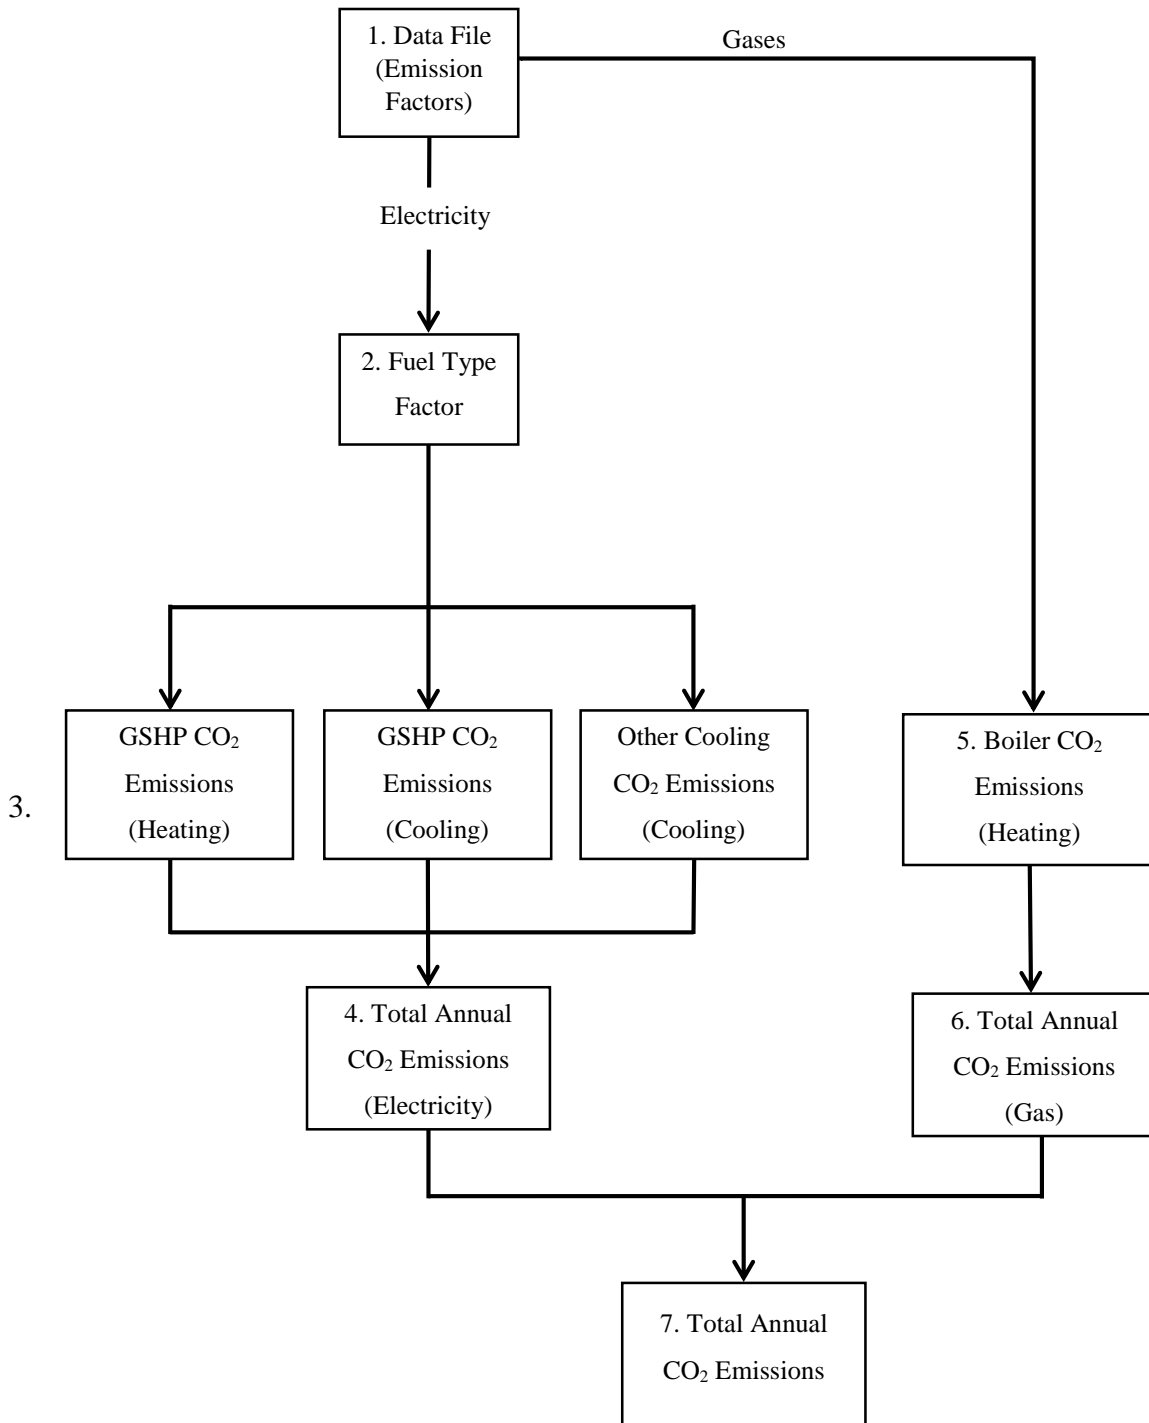 1. Data File
(Emission
Factors)
Gases
Electricity
2. Fuel Type
Factor
3.
GSHP CO₂
Emissions
(Heating)
GSHP CO₂
Emissions
(Cooling)
Other Cooling
CO₂ Emissions
(Cooling)
5. Boiler CO₂
Emissions
(Heating)
4. Total Annual
CO₂ Emissions
(Electricity)
6. Total Annual
CO₂ Emissions
(Gas)
7. Total Annual
CO₂ Emissions